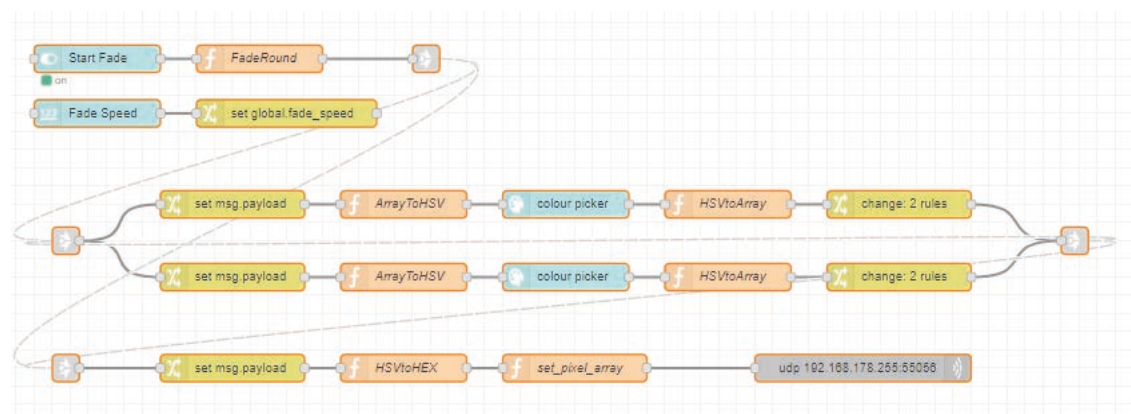 Start Fade
FadeRound
on
123
Fade Speed
set global.fade_speed
set msg.payload
ArrayToHSV
colour picker
HSVtoArray
change: 2 rules
set msg.payload
ArrayToHSV
colour picker
HSVtoArray
change: 2 rules
set msg.payload
HSVtoHEX
set_pixel_array
udp 192.168.178.255:55056